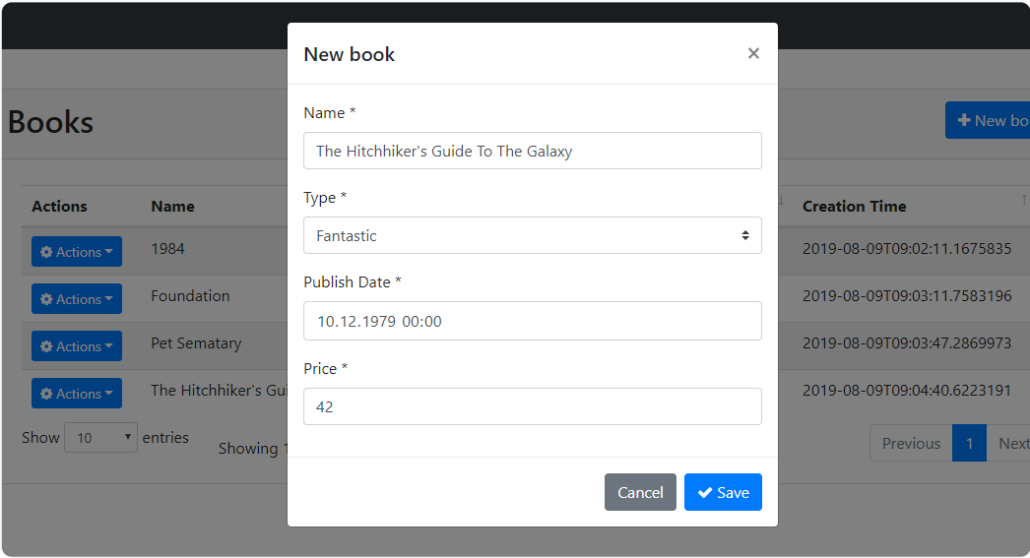 New book ×
Name *
Books
The Hitchhiker's Guide To The Galaxy
New bo
Type *
Actions Name Creation Time
Fantastic
Actions 1984 2019-08-09T09:02:11.1675835
Publish Date *
Actions Foundation 2019-08-09T09:03:11.7583196
10.12.1979 00:00
Actions Pet Sematary 2019-08-09T09:03:47.2869973
Price *
Actions The Hitchhiker's Gui 2019-08-09T09:04:40.6223191
42
Show 10 entries Showing 1 Previous 1 Next
Cancel Save